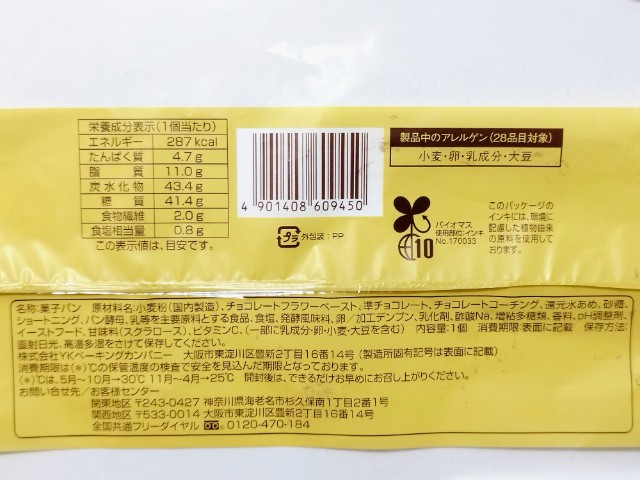 栄養成分表示(1個当たり)
エネルギー 287kcal
たんぱく質 4.7g
脂質 11.0g
炭水化物 43.4g
糖質 41.4g
食物繊維 2.0g
食塩相当量 0.8g
この表示値は、目安です。
4 901408 609450
プラ 外包装:PP
製品中のアレルゲン(28品目対象)
小麦・卵・乳成分・大豆
10
バイオマス
使用部位:インキ
No.170033
このパッケージの
インキには、環境に
配慮した植物由来
の原料を使用して
おります。
名称:菓子パン 原材料名:小麦粉(国内製造)、チョコレートフラワーペースト、準チョコレート、チョコレートコーチング、還元水あめ、砂糖、
ショートニング、パン酵母、乳等を主要原料とする食品、食塩、発酵風味料、卵/加工デンプン、乳化剤、酢酸Na、増粘多糖類、香料、pH調整剤、
イーストフード、甘味料(スクラロース)、ビタミンC、(一部に乳成分・卵・小麦・大豆を含む) 内容量:1個 消費期限:表面に記載 保存方法:
直射日光、高温多湿をさけて保存してください。
株式会社YKベーキングカンパニー 大阪市東淀川区豊新2丁目16番14号(製造所固有記号は表面に記載)
消費期限は(*)℃の保管温度の検査で安全を見込んだ期限となっております。
(*)℃は、5月~10月→30℃ 11月~4月→25℃ 開封後は、できるだけお早めにお召し上がりください。
お問い合せ先/お客様センター
関東地区 〒243-0427 神奈川県海老名市杉久保南1丁目2番1号
関西地区 〒533-0014 大阪市東淀川区豊新2丁目16番14号
全国共通フリーダイヤル 0120-470-184